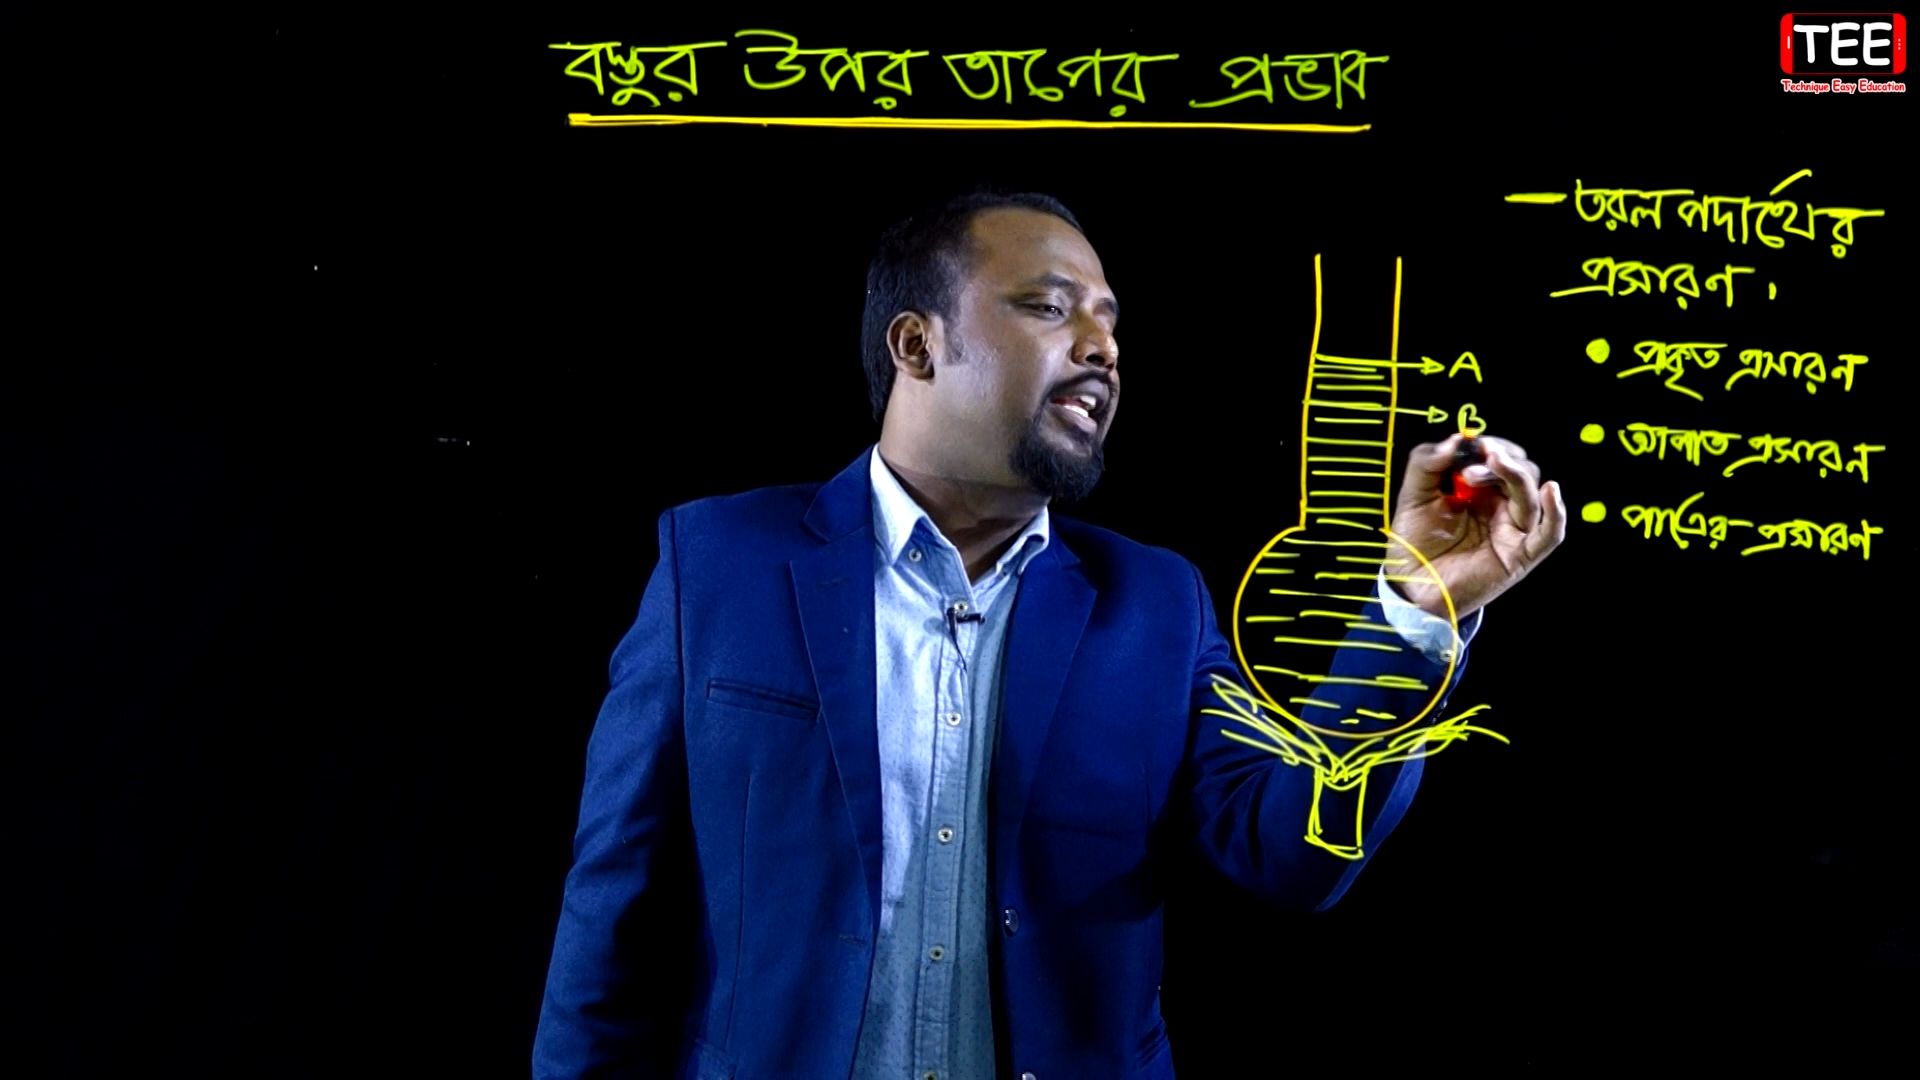 বস্তুর উপর তাপের প্রভাব
TEE
Technique Easy Education
- তরল পদার্থের
প্রসারণ .
• প্রকৃত প্রসারণ
• আপাত প্রসারণ
• পাত্রের প্রসারণ
A
B